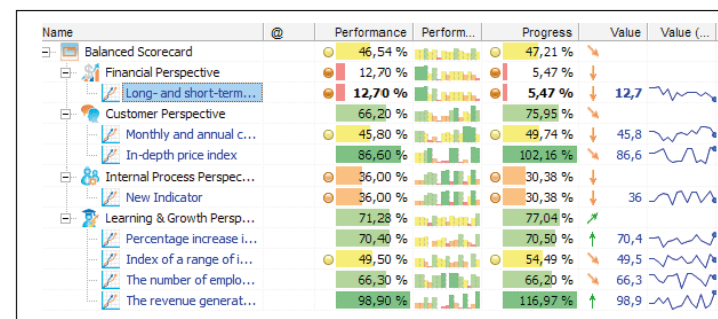 Name @ Performance Perform... Progress Value Value (...
Balanced Scorecard 46,54 % 47,21 %
Financial Perspective 12,70 % 5,47 %
Long- and short-term... 12,70 % 5,47 % 12,7
Customer Perspective 66,20 % 75,95 %
Monthly and annual c... 45,80 % 49,74 % 45,8
In-depth price index 86,60 % 102,16 % 86,6
Internal Process Perspec... 36,00 % 30,38 %
New Indicator 36,00 % 30,38 % 36
Learning & Growth Persp... 71,28 % 77,04 %
Percentage increase i... 70,40 % 70,50 % 70,4
Index of a range of i... 49,50 % 54,49 % 49,5
The number of emplo... 66,30 % 66,20 % 66,3
The revenue generat... 98,90 % 116,97 % 98,9